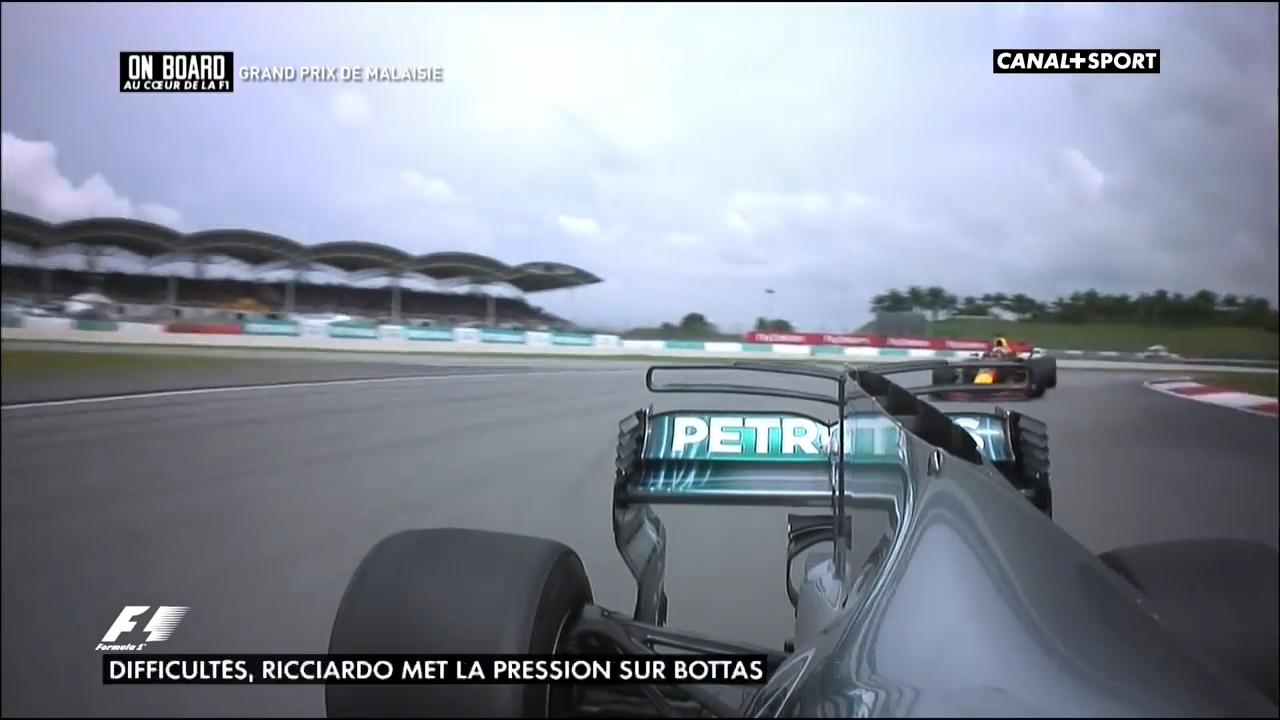 ON BOARD
AU CŒUR DE LA F1
GRAND PRIX DE MALAISIE
CANAL+SPORT
PETRONAS
F1
Formula 1
DIFFICULTÉS, RICCIARDO MET LA PRESSION SUR BOTTAS